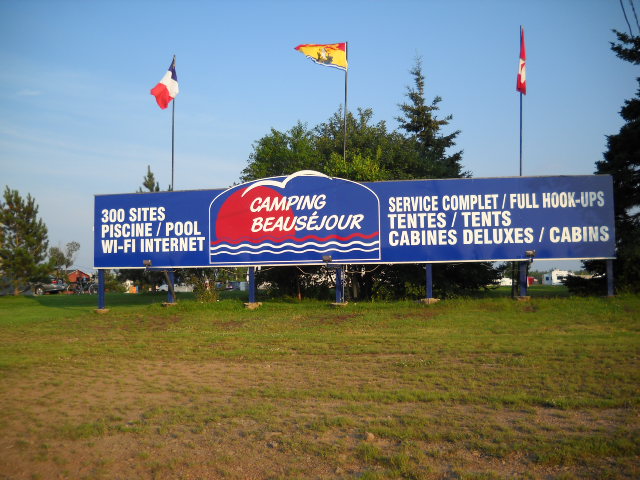 300 SITES
PISCINE / POOL
WI-FI INTERNET
CAMPING
BEAUSÉJOUR
SERVICE COMPLET / FULL HOOK-UPS
TENTES / TENTS
CABINES DELUXES / CABINS